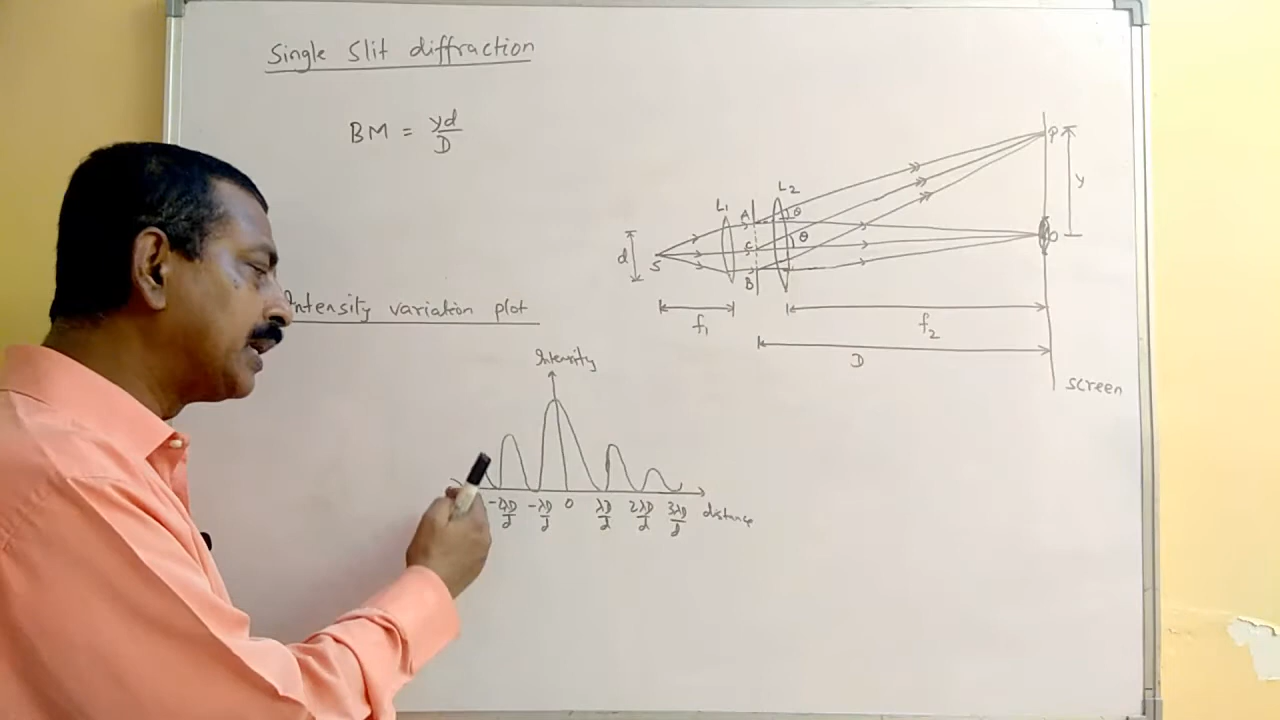 Single Slit diffraction
BM = yd/D
P
y
L1
L2
A
θ
d
S
C
θ
B
O
f1
f2
D
screen
Intensity variation plot
Intensity
-2λD/d -λD/d 0 λD/d 2λD/d 3λD/d distance